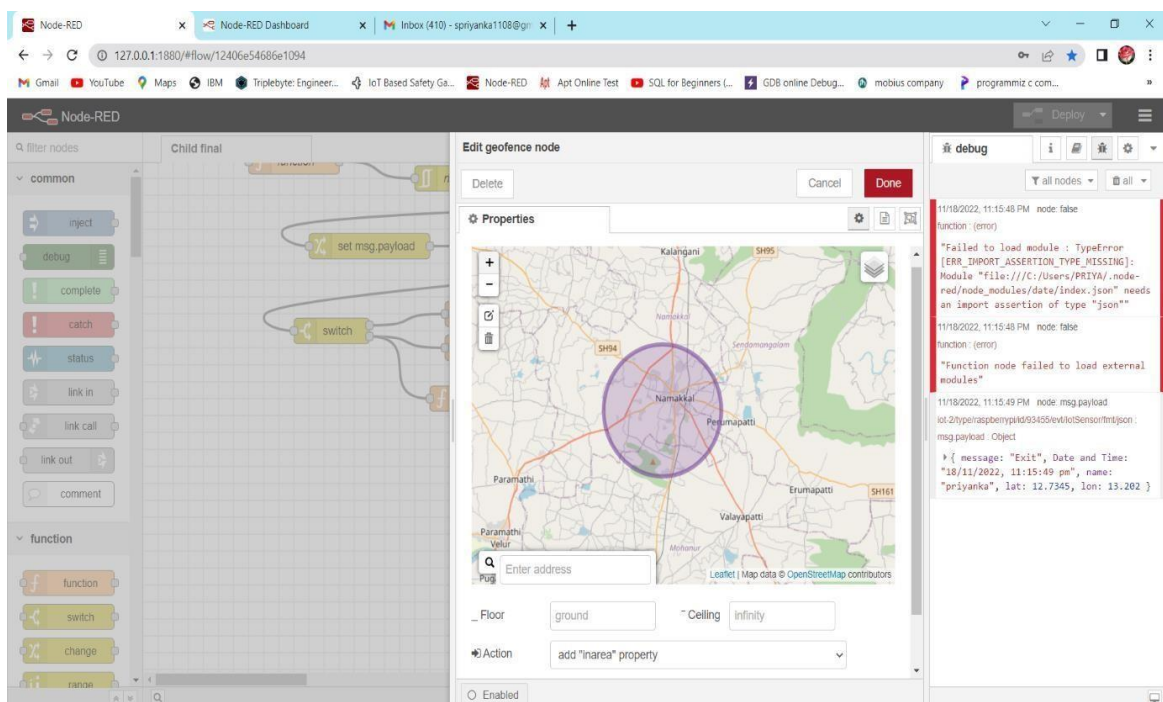 Node-RED
Node-RED Dashboard
Inbox (410) - spriyanka1108@gm
127.0.0.1:1880/#flow/12406e54686e1094
Gmail YouTube Maps IBM Triplebyte: Engineer... IoT Based Safety Ga... Node-RED Apt Online Test SQL for Beginners (... GDB online Debug... mobius company programmiz c com... »
Node-RED
Deploy
filter nodes
common
inject
debug
complete
catch
status
link in
link call
link out
comment
function
function
switch
change
range
Child final
function
set msg.payload
switch
Edit geofence node
Delete
Cancel
Done
Properties
+
−
Kalangani
SH95
Namakkal
Sendamangalam
SH94
Namakkal
Perumapatti
Paramathi
Erumapatti
SH161
Valayapatti
Paramathi
Velur
Mohanur
Pug
Enter address
Leaflet | Map data © OpenStreetMap contributors
Floor
ground
Ceiling
infinity
Action
add "inarea" property
Enabled
debug
all nodes
all
11/18/2022, 11:15:48 PM node: false
function : (error)
"Failed to load module : TypeError
[ERR_IMPORT_ASSERTION_TYPE_MISSING]:
Module "file:///C:/Users/PRIYA/.node-
red/node_modules/date/index.json" needs
an import assertion of type "json""
11/18/2022, 11:15:48 PM node: false
function : (error)
"Function node failed to load external
modules"
11/18/2022, 11:15:49 PM node: msg.payload
iot-2/type/raspberrypi/id/93455/evt/IotSensor/fmt/json :
msg.payload : Object
{ message: "Exit", Date and Time:
"18/11/2022, 11:15:49 pm", name:
"priyanka", lat: 12.7345, lon: 13.202 }